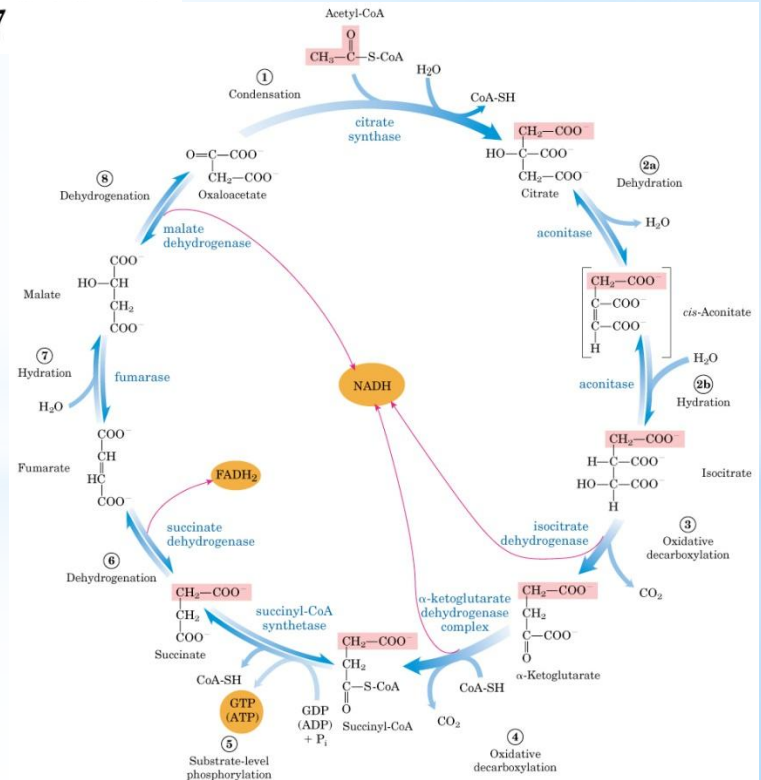 7
Acetyl-CoA
O
CH₃—C—S-CoA
① 
Condensation
H₂O
CoA-SH
citrate
synthase
CH₂—COO⁻
HO—C—COO⁻
CH₂—COO⁻
Citrate
2a
Dehydration
H₂O
aconitase
CH₂—COO⁻
C—COO⁻
C—COO⁻
H
cis-Aconitate
aconitase
H₂O
2b
Hydration
CH₂—COO⁻
H—C—COO⁻
HO—C—COO⁻
H
Isocitrate
isocitrate
dehydrogenase
③
Oxidative
decarboxylation
CO₂
CH₂—COO⁻
CH₂
C—COO⁻
O
α-Ketoglutarate
α-ketoglutarate
dehydrogenase
complex
CoA-SH
CO₂
④
Oxidative
decarboxylation
CH₂—COO⁻
CH₂
C—S-CoA
O
Succinyl-CoA
succinyl-CoA
synthetase
GDP
(ADP)
+ Pᵢ
GTP
(ATP)
CoA-SH
⑤
Substrate-level
phosphorylation
CH₂—COO⁻
CH₂
COO⁻
Succinate
succinate
dehydrogenase
⑥
Dehydrogenation
FADH₂
COO⁻
CH
HC
COO⁻
Fumarate
fumarase
⑦
Hydration
H₂O
COO⁻
HO—CH
CH₂
COO⁻
Malate
malate
dehydrogenase
⑧
Dehydrogenation
O=C—COO⁻
CH₂—COO⁻
Oxaloacetate
NADH